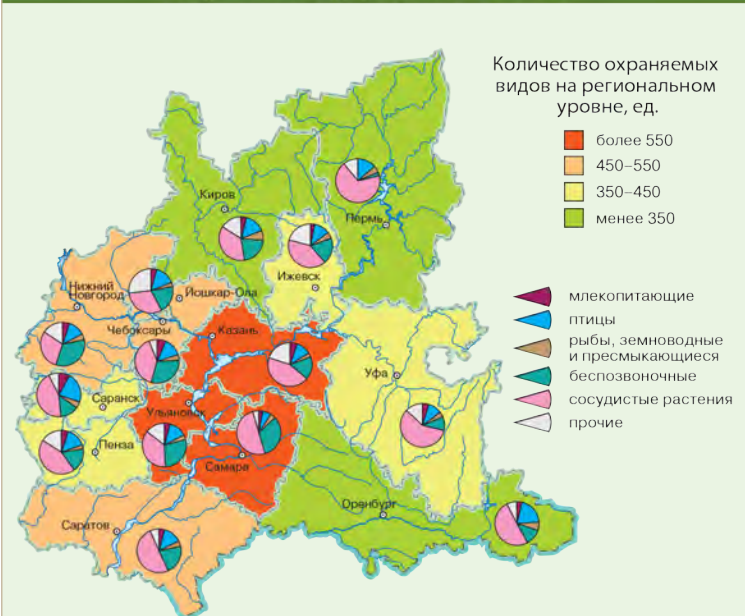 Количество охраняемых
видов на региональном
уровне, ед.
более 550
450–550
350–450
менее 350
млекопитающие
птицы
рыбы, земноводные
и пресмыкающиеся
беспозвоночные
сосудистые растения
прочие
Киров
Пермь
Ижевск
Нижний
Новгород
Йошкар-Ола
Чебоксары
Казань
Уфа
Саранск
Ульяновск
Пенза
Самара
Оренбург
Саратов